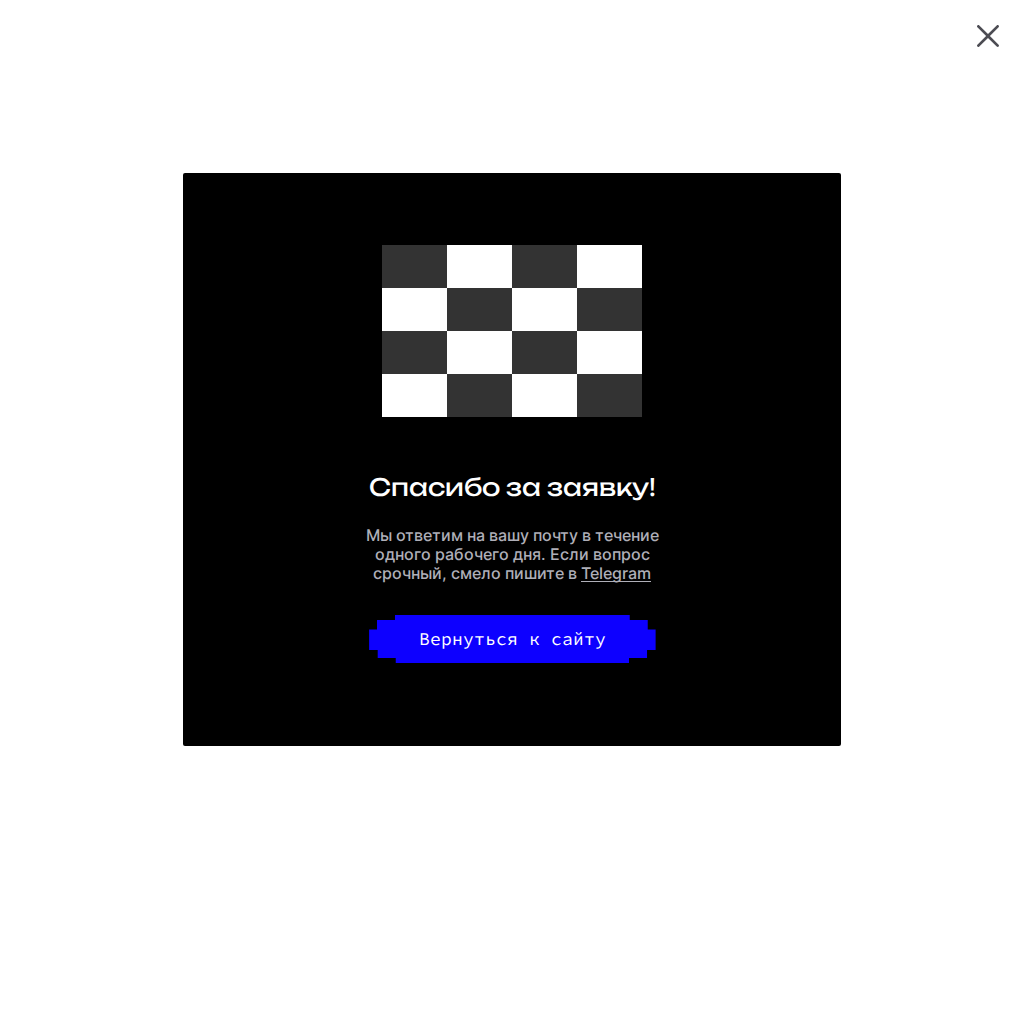 Спасибо за заявку!
Мы ответим на вашу почту в течение
одного рабочего дня. Если вопрос
срочный, смело пишите в Telegram
Вернуться к сайту